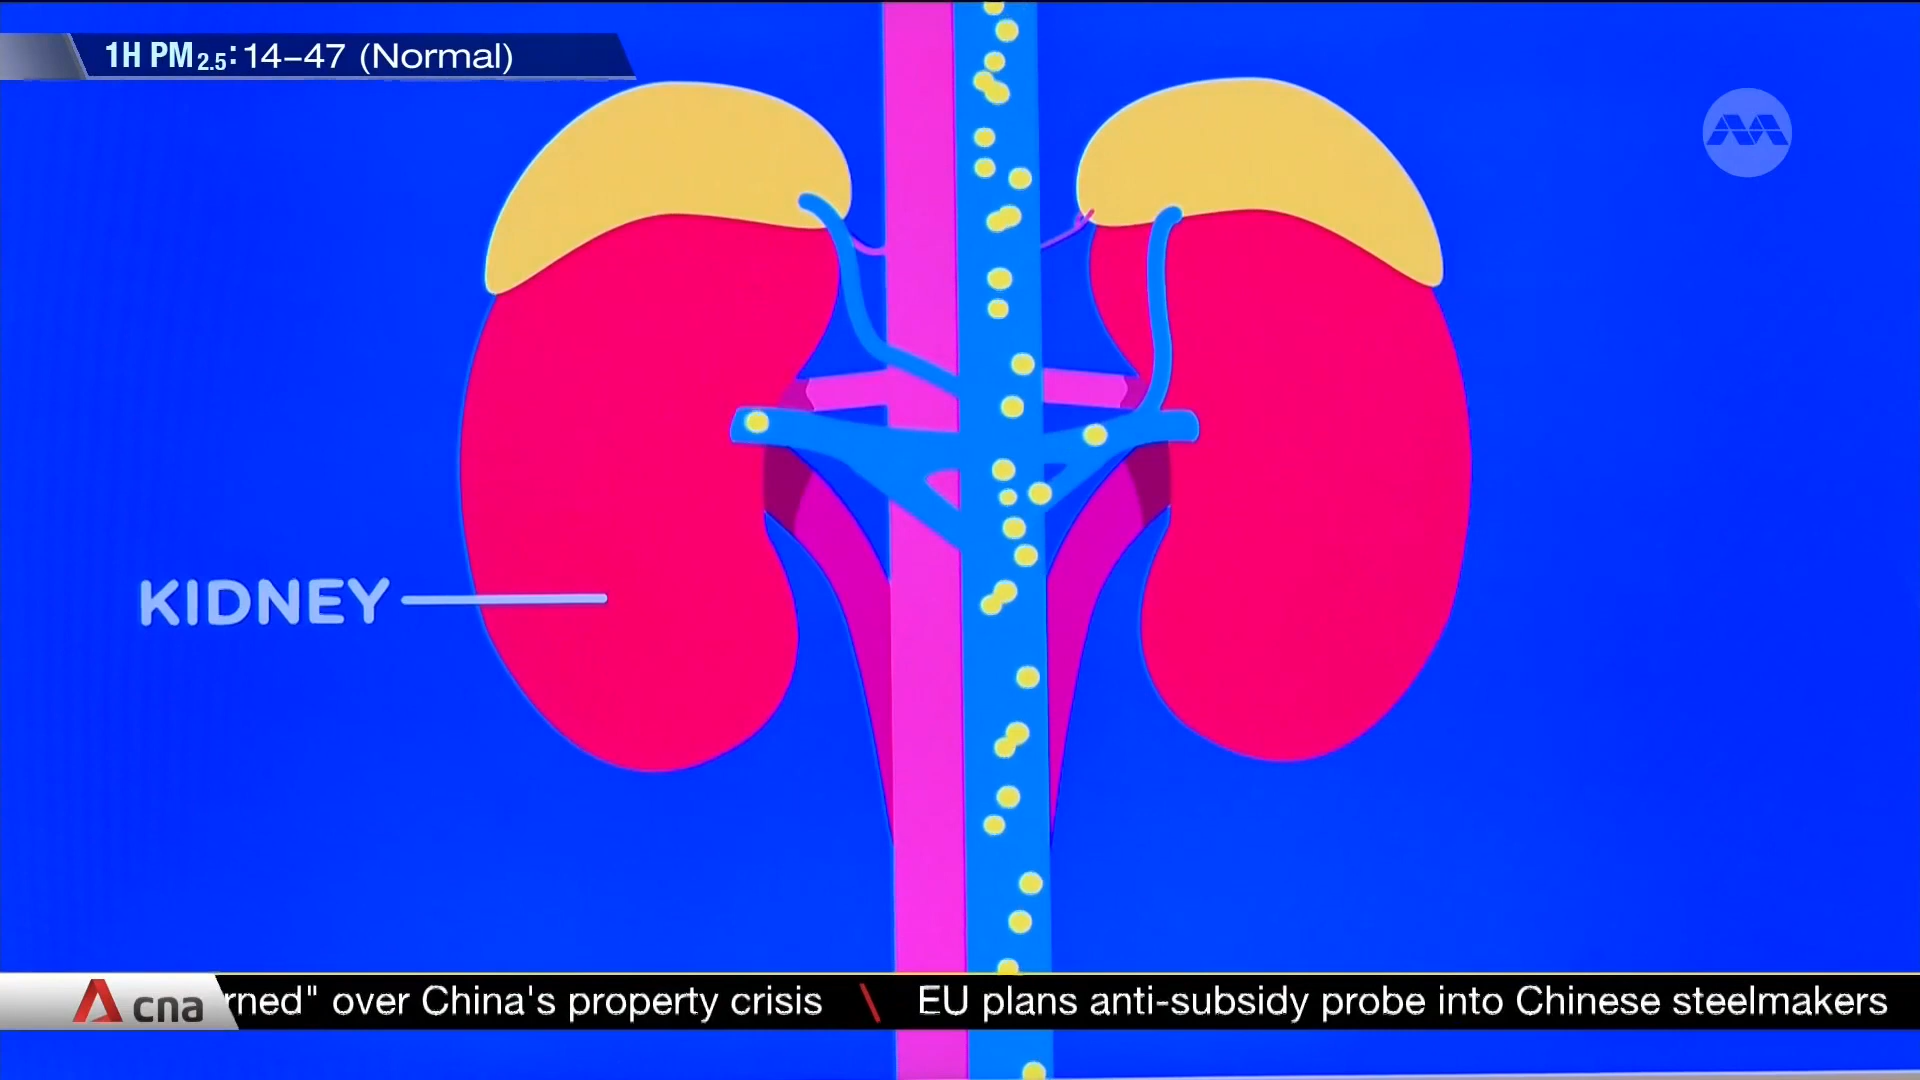 1H PM2.5: 14–47 (Normal)
KIDNEY
cna
rned" over China's property crisis \ EU plans anti-subsidy probe into Chinese steelmakers